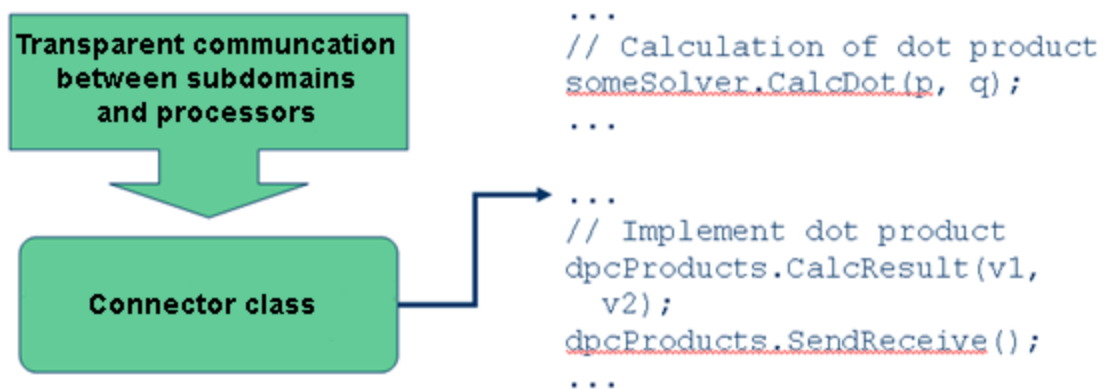 Transparent communcation
between subdomains
and processors
Connector class
...
// Calculation of dot product
someSolver.CalcDot(p, q);
...
...
// Implement dot product
dpcProducts.CalcResult(v1,
v2);
dpcProducts.SendReceive();
...